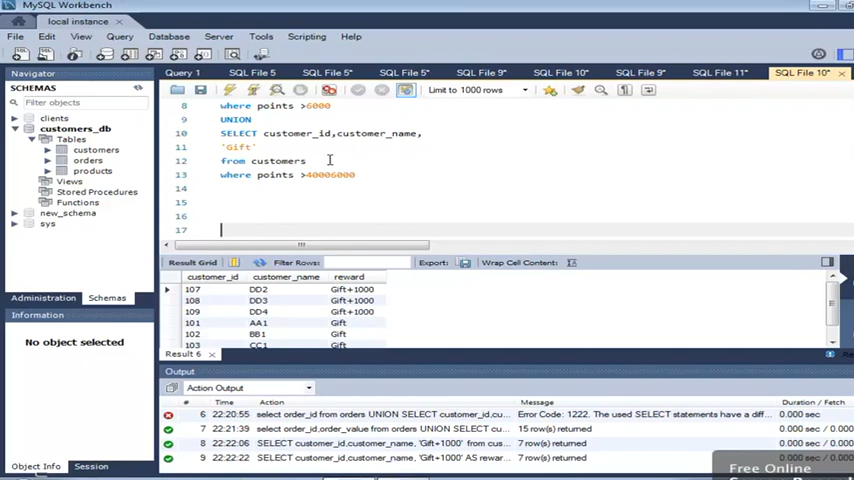 MySQL Workbench
local instance ×
File Edit View Query Database Server Tools Scripting Help
Navigator
Query 1 SQL File 5 SQL File 5* SQL File 5* SQL File 9* SQL File 10* SQL File 9* SQL File 11* SQL File 10* ×
SCHEMAS
Limit to 1000 rows
Filter objects
clients
customers_db
Tables
customers
orders
products
Views
Stored Procedures
Functions
new_schema
sys
8 where points >6000
9 UNION
10 SELECT customer_id,customer_name,
11 'Gift'
12 from customers
13 where points >40006000
14
15
16
17
Result Grid Filter Rows: Export: Wrap Cell Content:
customer_id customer_name reward
107 DD2 Gift+1000
108 DD3 Gift+1000
109 DD4 Gift+1000
101 AA1 Gift
102 BB1 Gift
103 CC1 Gift
Administration Schemas
Information
No object selected
Result 6 ×
Output
Action Output
# Time Action Message Duration / Fetch
6 22:20:55 select order_id from orders UNION SELECT customer_id,cu... Error Code: 1222. The used SELECT statements have a diff... 0.000 sec
7 22:21:39 select order_id,order_value from orders UNION SELECT cu... 15 row(s) returned 0.000 sec / 0.000
8 22:22:06 SELECT customer_id,customer_name, 'Gift+1000' from cus... 7 row(s) returned 0.000 sec / 0.000
9 22:22:22 SELECT customer_id,customer_name, 'Gift+1000' AS rewar... 7 row(s) returned 0.000 sec / 0.000
Object Info Session
Free Online